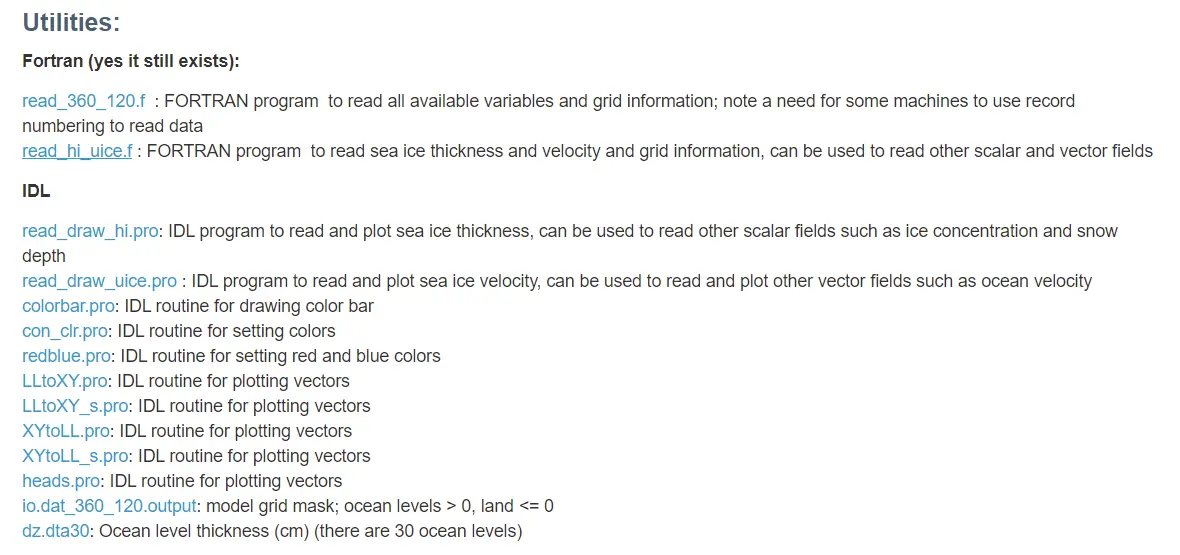 Utilities:
Fortran (yes it still exists):
read_360_120.f  : FORTRAN program  to read all available variables and grid information; note a need for some machines to use record
numbering to read data
read_hi_uice.f : FORTRAN program  to read sea ice thickness and velocity and grid information, can be used to read other scalar and vector fields
IDL
read_draw_hi.pro: IDL program to read and plot sea ice thickness, can be used to read other scalar fields such as ice concentration and snow
depth
read_draw_uice.pro : IDL program to read and plot sea ice velocity, can be used to read and plot other vector fields such as ocean velocity
colorbar.pro: IDL routine for drawing color bar
con_clr.pro: IDL routine for setting colors
redblue.pro: IDL routine for setting red and blue colors
LLtoXY.pro: IDL routine for plotting vectors
LLtoXY_s.pro: IDL routine for plotting vectors
XYtoLL.pro: IDL routine for plotting vectors
XYtoLL_s.pro: IDL routine for plotting vectors
heads.pro: IDL routine for plotting vectors
io.dat_360_120.output: model grid mask; ocean levels > 0, land <= 0
dz.dta30: Ocean level thickness (cm) (there are 30 ocean levels)